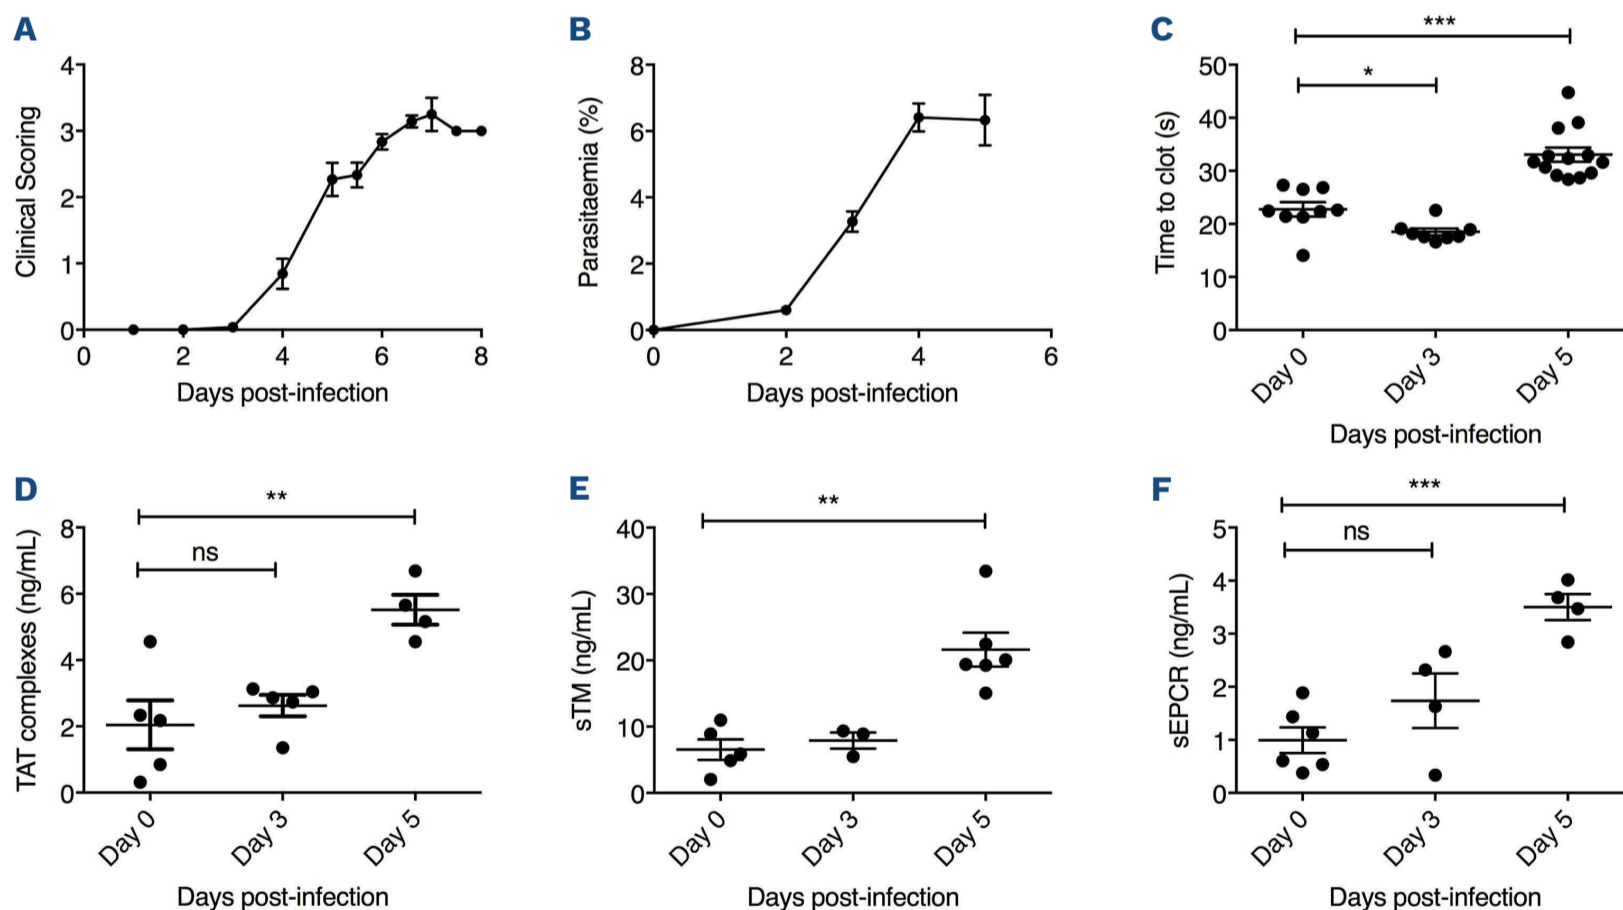 A
Clinical Scoring
4
3
2
1
0
0 2 4 6 8
Days post-infection
B
Parasitaemia (%)
8
6
4
2
0
0 2 4 6
Days post-infection
C
***
*
Time to clot (s)
50
40
30
20
10
0
Day 0 Day 3 Day 5
Days post-infection
D
**
ns
TAT complexes (ng/mL)
8
6
4
2
0
Day 0 Day 3 Day 5
Days post-infection
E
**
sTM (ng/mL)
40
30
20
10
0
Day 0 Day 3 Day 5
Days post-infection
F
***
ns
sEPCR (ng/mL)
5
4
3
2
1
0
Day 0 Day 3 Day 5
Days post-infection